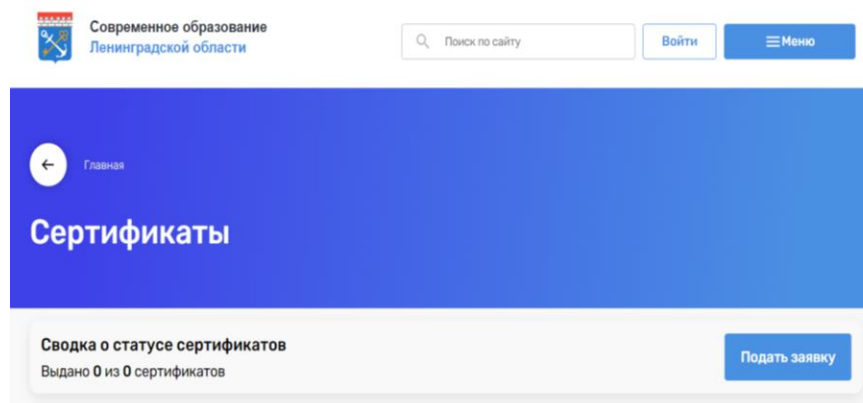 Современное образование
Ленинградской области
Поиск по сайту
Войти
Меню
Главная
Сертификаты
Сводка о статусе сертификатов
Выдано 0 из 0 сертификатов
Подать заявку